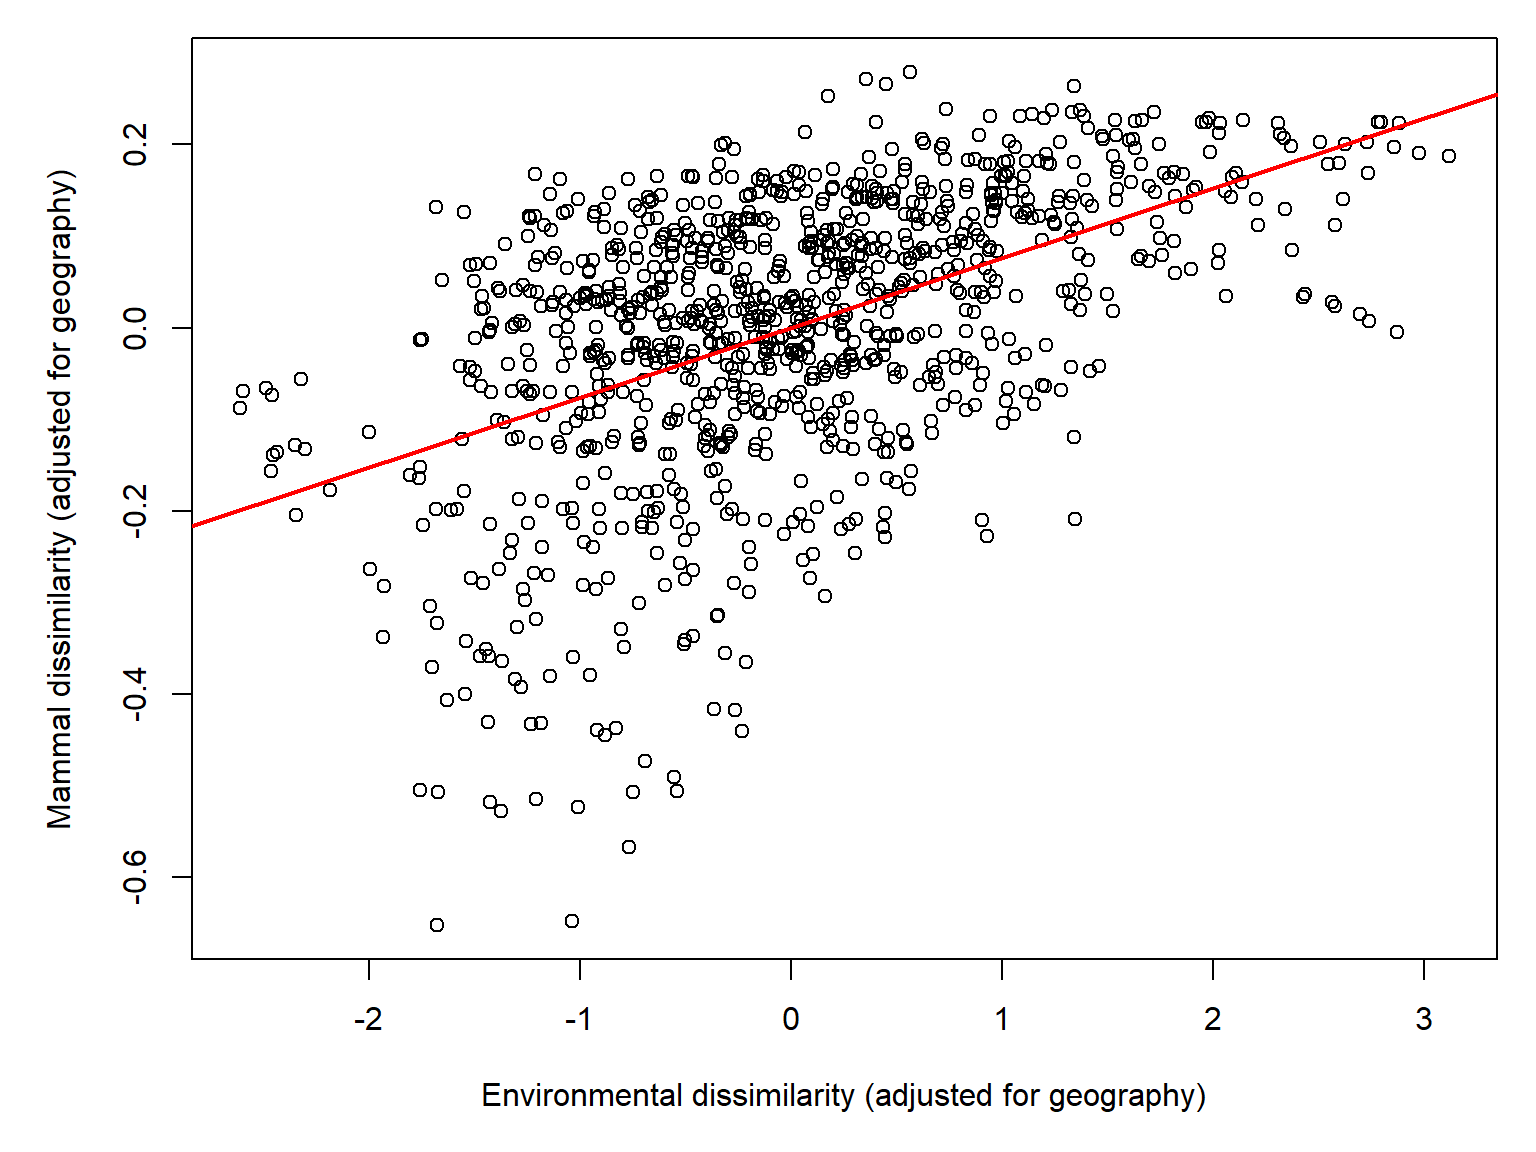 Mammal dissimilarity (adjusted for geography)
0.2
0.0
-0.2
-0.4
-0.6
-2 -1 0 1 2 3
Environmental dissimilarity (adjusted for geography)